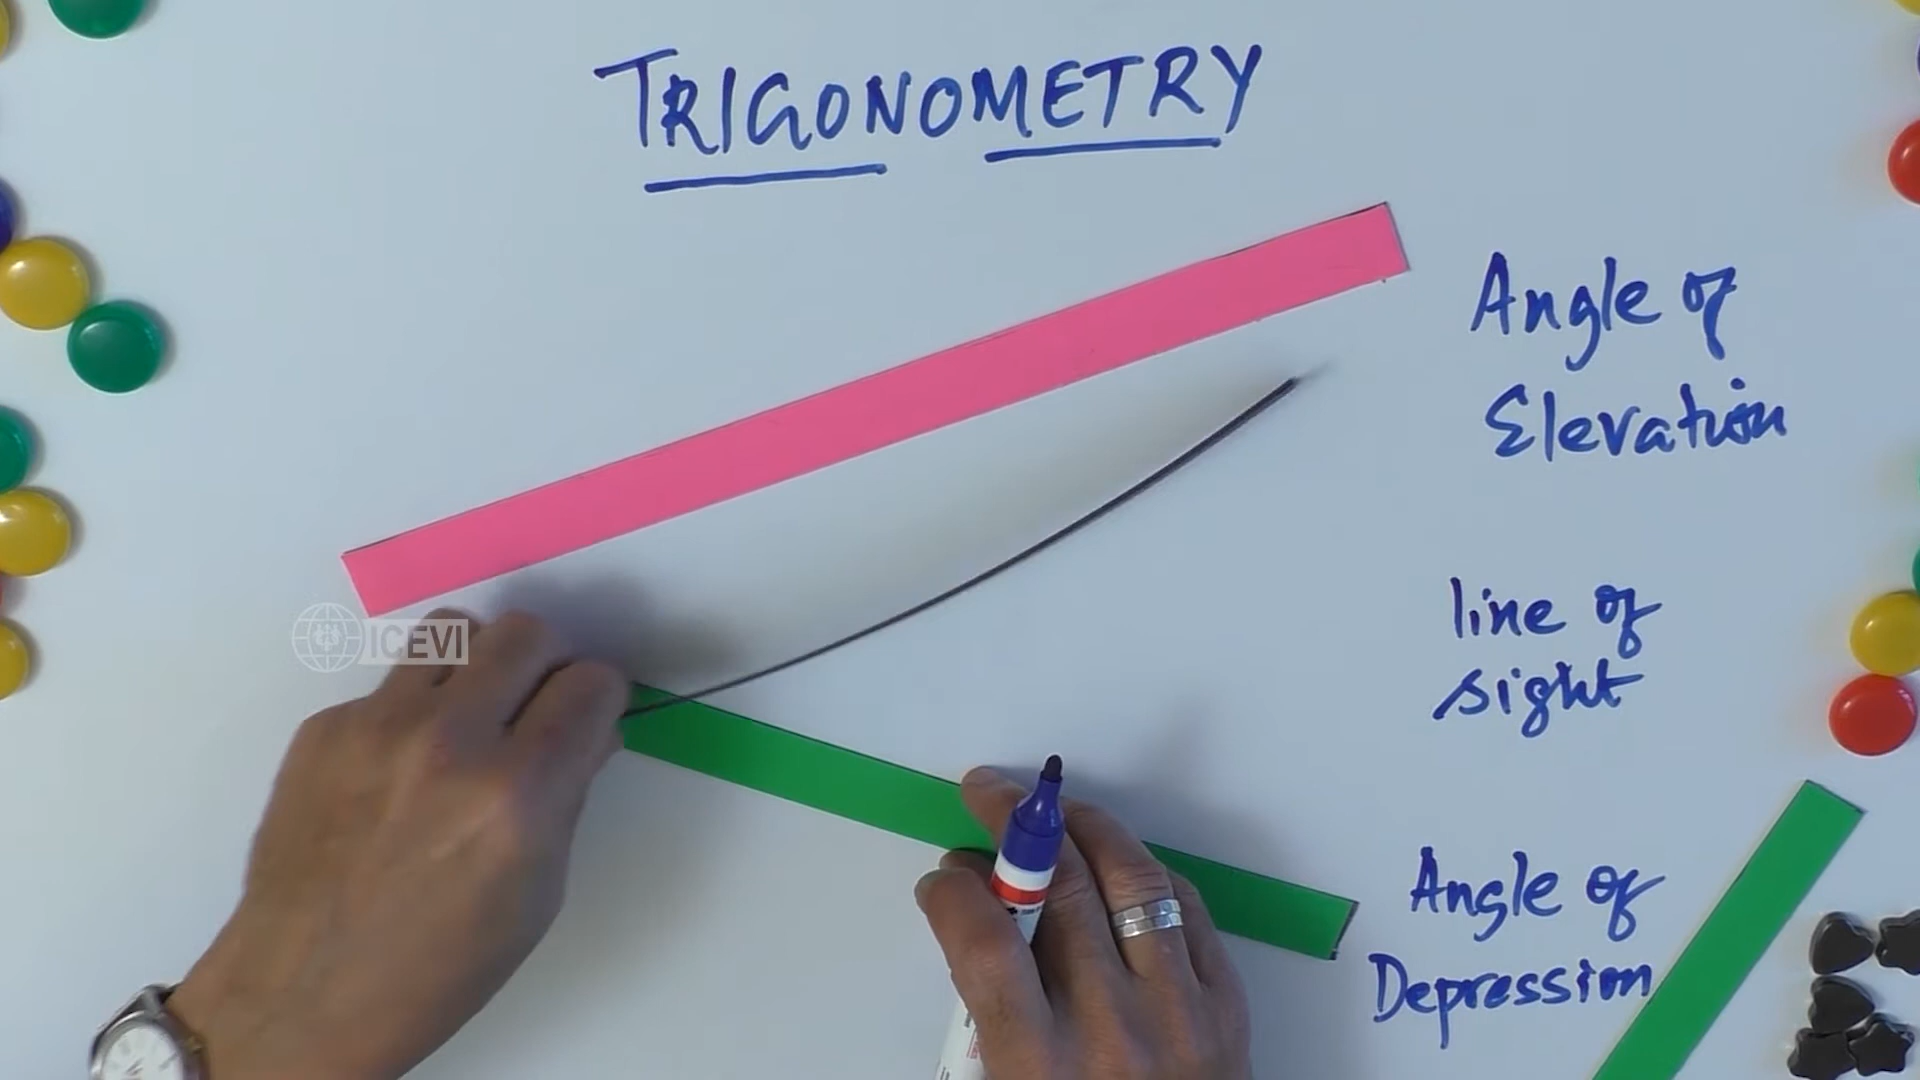 TRIGONOMETRY
Angle of
Elevation
line of
sight
ICEVI
Angle of
Depression